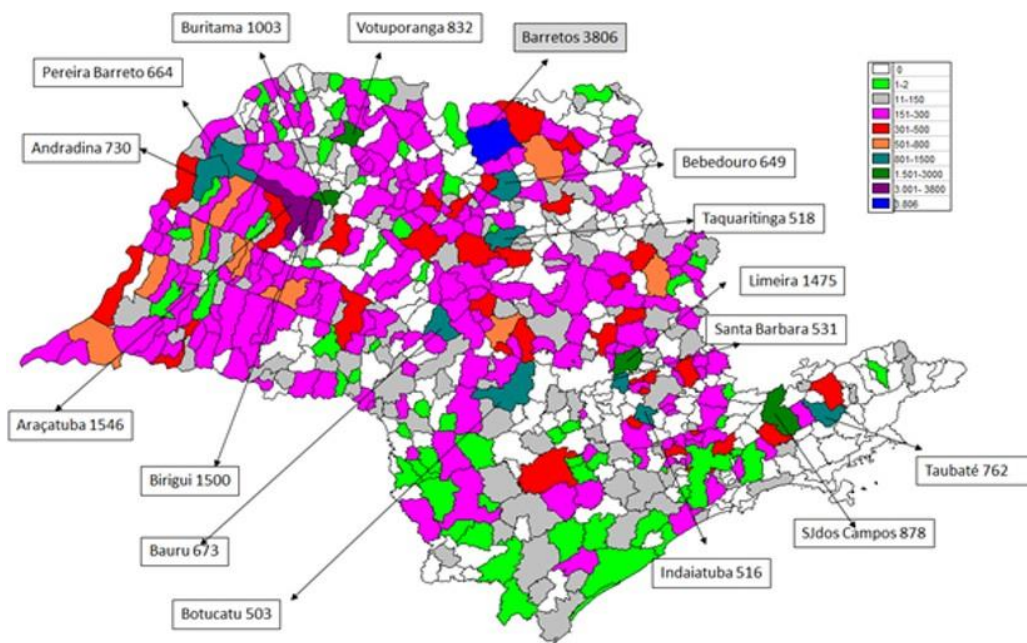 Buritama 1003
Votuporanga 832
Barretos 3806
Pereira Barreto 664
Andradina 730
0
1-2
11-150
151-300
301-500
501-800
801-1500
1.501-3000
3.001- 3800
3.806
Bebedouro 649
Taquaritinga 518
Limeira 1475
Santa Barbara 531
Araçatuba 1546
Birigui 1500
Taubaté 762
Bauru 673
SJdos Campos 878
Indaiatuba 516
Botucatu 503